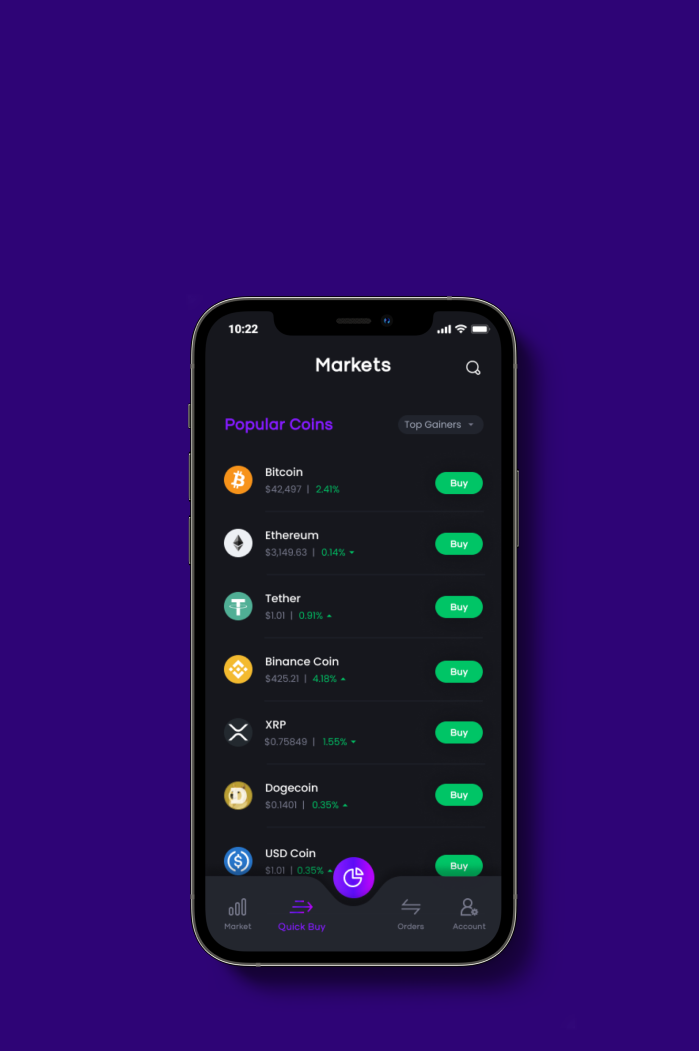 10:22
Markets
Popular Coins
Top Gainers
Bitcoin
$42,497 | 2.41%
Buy
Ethereum
$3,149.63 | 0.14%
Buy
Tether
$1.01 | 0.91%
Buy
Binance Coin
$425.21 | 4.18%
Buy
XRP
$0.75849 | 1.55%
Buy
Dogecoin
$0.1401 | 0.35%
Buy
USD Coin
$1.01 | 0.35%
Buy
Market
Quick Buy
Orders
Account